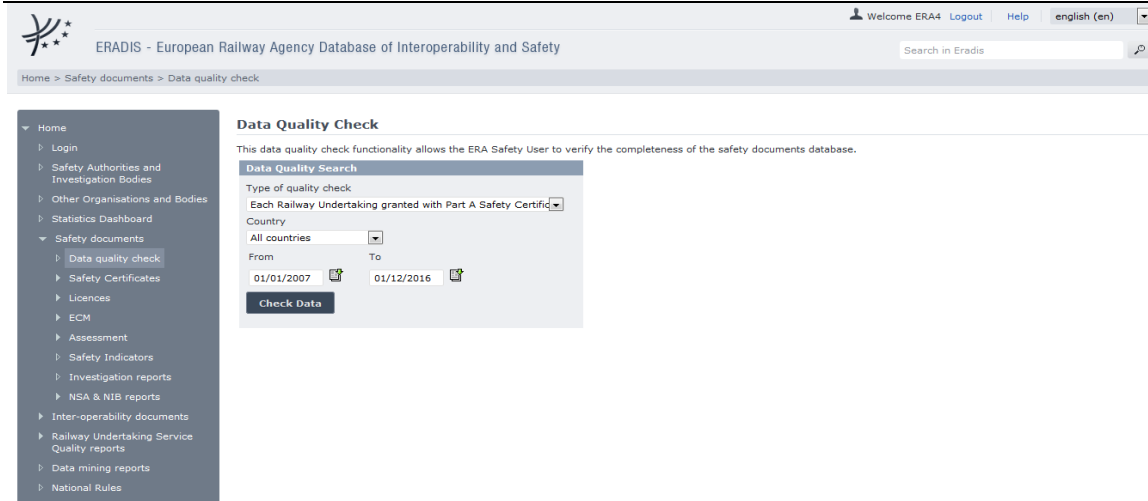 Welcome ERA4 Logout Help english (en)
ERADIS - European Railway Agency Database of Interoperability and Safety
Search in Eradis
Home > Safety documents > Data quality check
Home
Login
Safety Authorities and
Investigation Bodies
Other Organisations and Bodies
Statistics Dashboard
Safety documents
Data quality check
Safety Certificates
Licences
ECM
Assessment
Safety Indicators
Investigation reports
NSA & NIB reports
Inter-operability documents
Railway Undertaking Service
Quality reports
Data mining reports
National Rules
Data Quality Check
This data quality check functionality allows the ERA Safety User to verify the completeness of the safety documents database.
Data Quality Search
Type of quality check
Each Railway Undertaking granted with Part A Safety Certific
Country
All countries
From To
01/01/2007 01/12/2016
Check Data